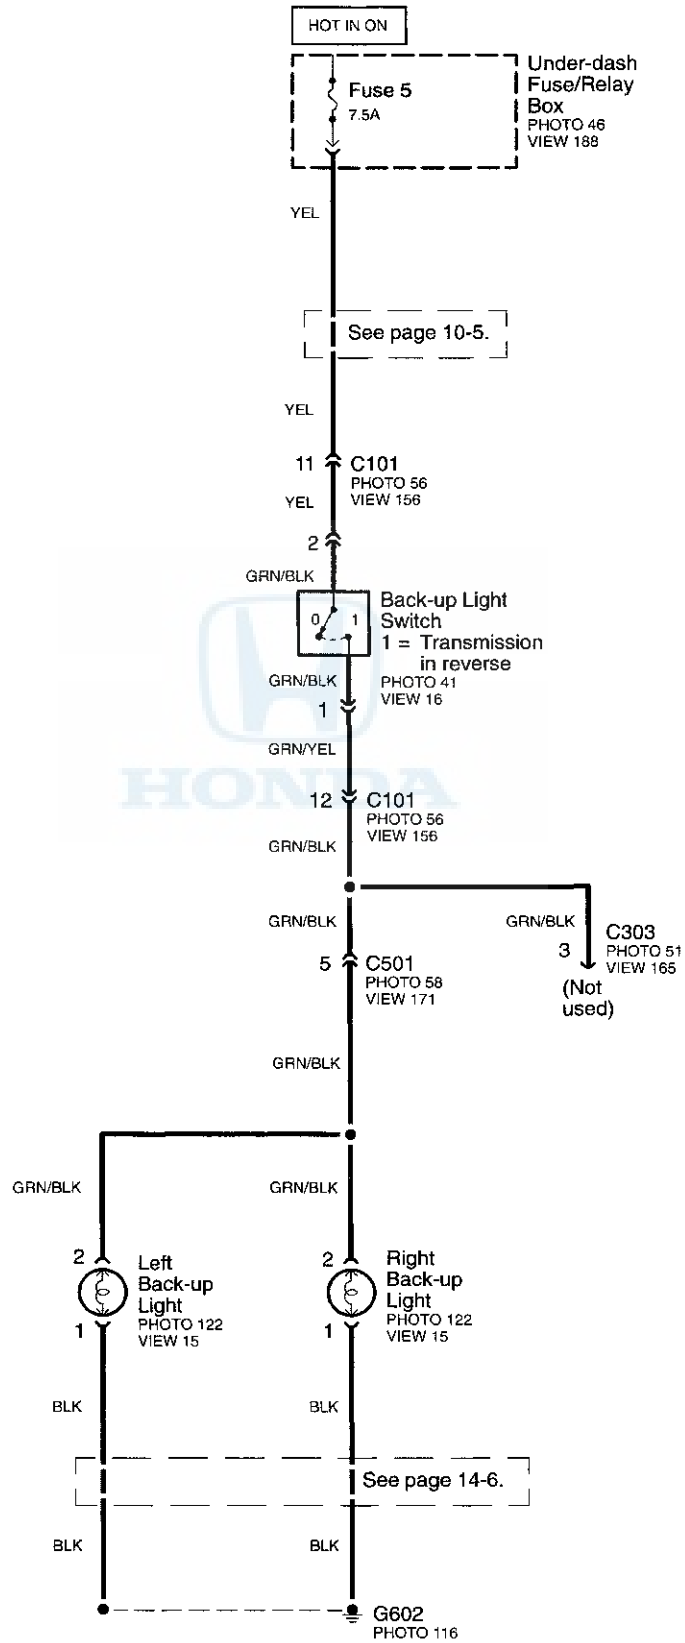 HOT IN ON
Under-dash
Fuse/Relay
Box
PHOTO 46
VIEW 188
Fuse 5
7.5A
YEL
See page 10-5.
YEL
11
C101
PHOTO 56
VIEW 156
YEL
2
GRN/BLK
Back-up Light
Switch
1 = Transmission
in reverse
PHOTO 41
VIEW 16
0
1
GRN/BLK
1
GRN/YEL
HONDA
12
C101
PHOTO 56
VIEW 156
GRN/BLK
GRN/BLK
GRN/BLK
3
C303
PHOTO 51
VIEW 165
(Not
used)
5
C501
PHOTO 58
VIEW 171
GRN/BLK
GRN/BLK
GRN/BLK
2
Left
Back-up
Light
PHOTO 122
VIEW 15
1
2
Right
Back-up
Light
PHOTO 122
VIEW 15
1
BLK
BLK
See page 14-6.
BLK
BLK
G602
PHOTO 116